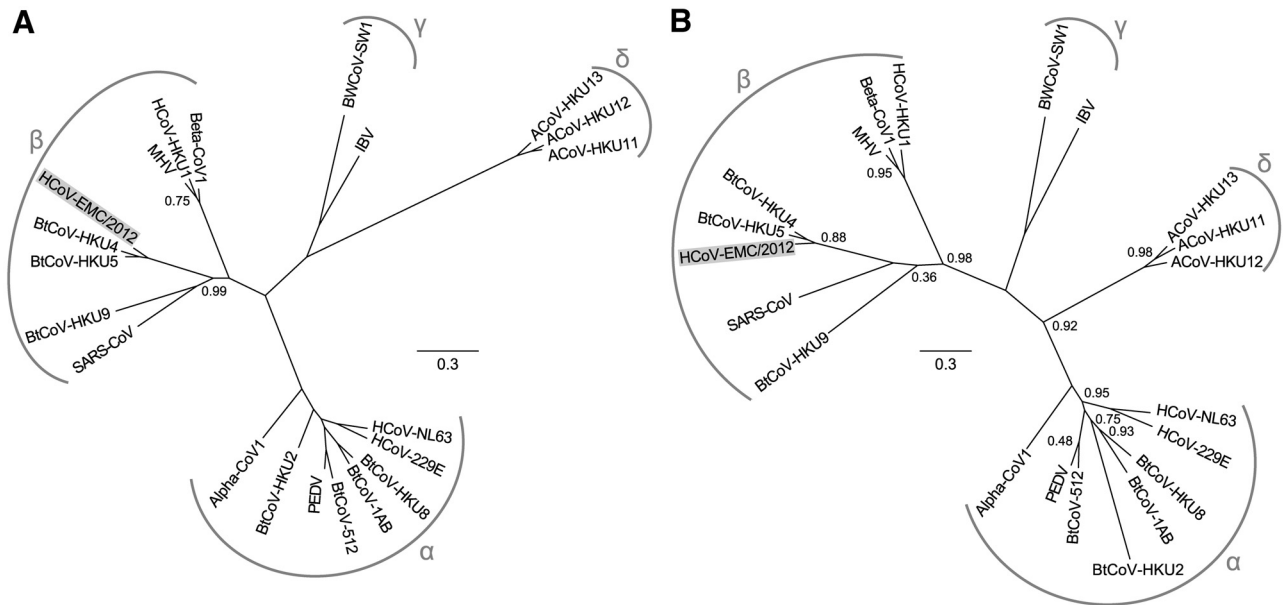 A
γ
BWCoV-SW1
IBV
δ
ACoV-HKU13
ACoV-HKU12
ACoV-HKU11
β
Beta-CoV1
HCoV-HKU1
MHV
0.75
HCoV-EMC/2012
BtCoV-HKU4
BtCoV-HKU5
0.99
BtCoV-HKU9
SARS-CoV
0.3
Alpha-CoV1
BtCoV-HKU2
PEDV
BtCoV-512
BtCoV-1AB
BtCoV-HKU8
HCoV-229E
HCoV-NL63
α
B
γ
BWCoV-SW1
IBV
δ
ACoV-HKU13
ACoV-HKU11
ACoV-HKU12
0.98
β
HCoV-HKU1
Beta-CoV1
MHV
0.95
BtCoV-HKU4
BtCoV-HKU5
0.88
HCoV-EMC/2012
0.98
0.36
SARS-CoV
BtCoV-HKU9
0.92
0.3
0.95
0.75
0.93
0.48
HCoV-NL63
HCoV-229E
BtCoV-HKU8
BtCoV-1AB
BtCoV-HKU2
BtCoV-512
PEDV
Alpha-CoV1
α